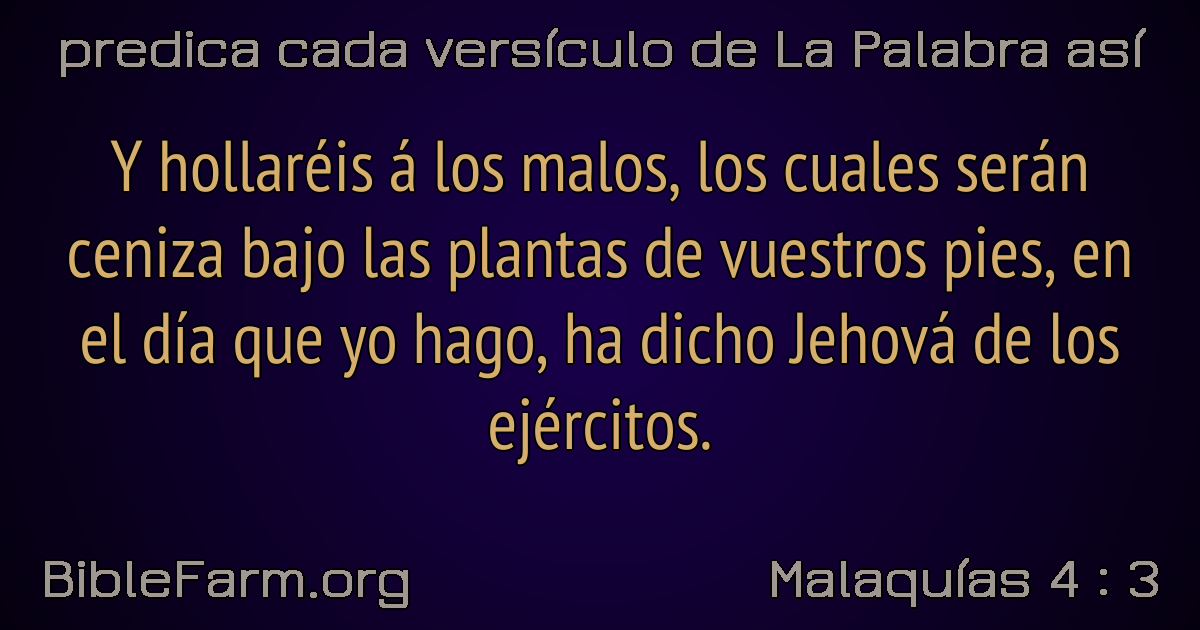 predica cada versículo de La Palabra así
Y hollaréis á los malos, los cuales serán
ceniza bajo las plantas de vuestros pies, en
el día que yo hago, ha dicho Jehová de los
ejércitos.
BibleFarm.org
Malaquías 4 : 3